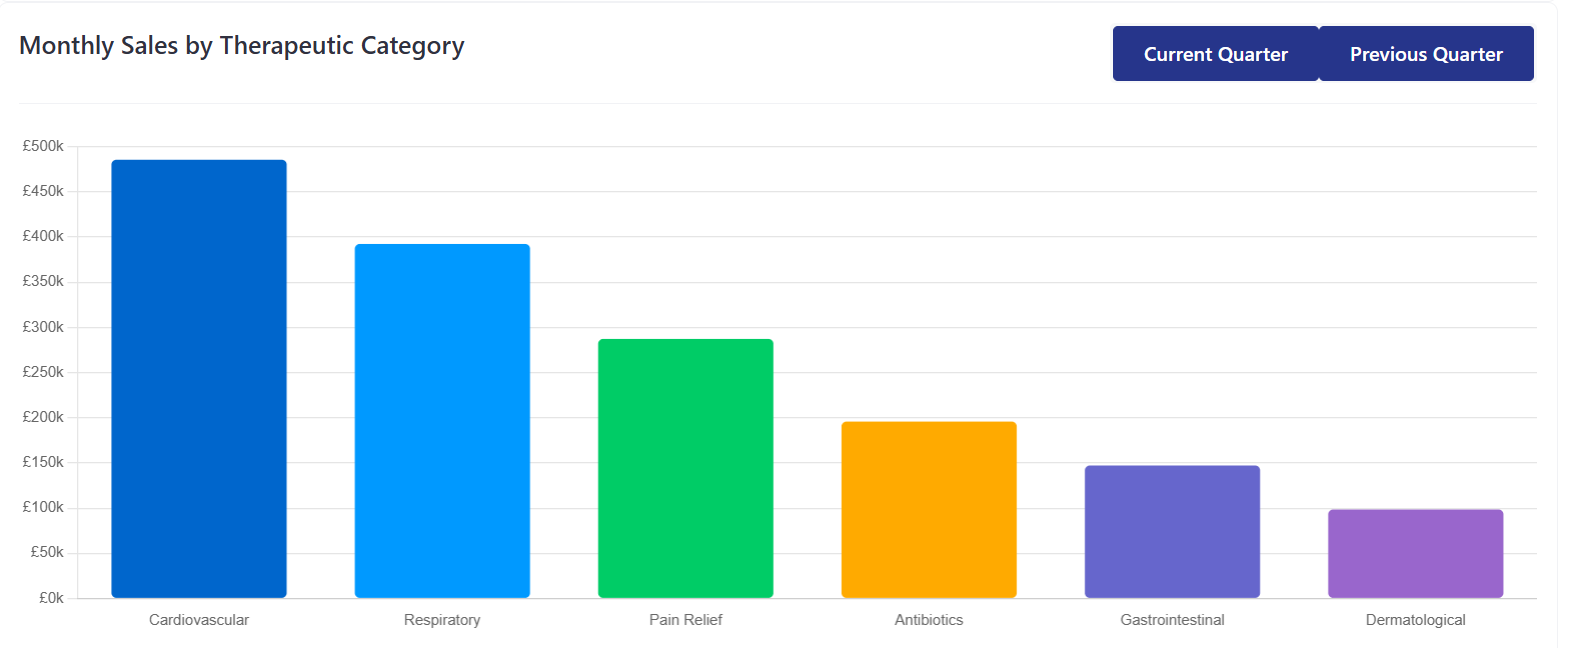 Monthly Sales by Therapeutic Category
Current Quarter
Previous Quarter
£500k
£450k
£400k
£350k
£300k
£250k
£200k
£150k
£100k
£50k
£0k
Cardiovascular
Respiratory
Pain Relief
Antibiotics
Gastrointestinal
Dermatological